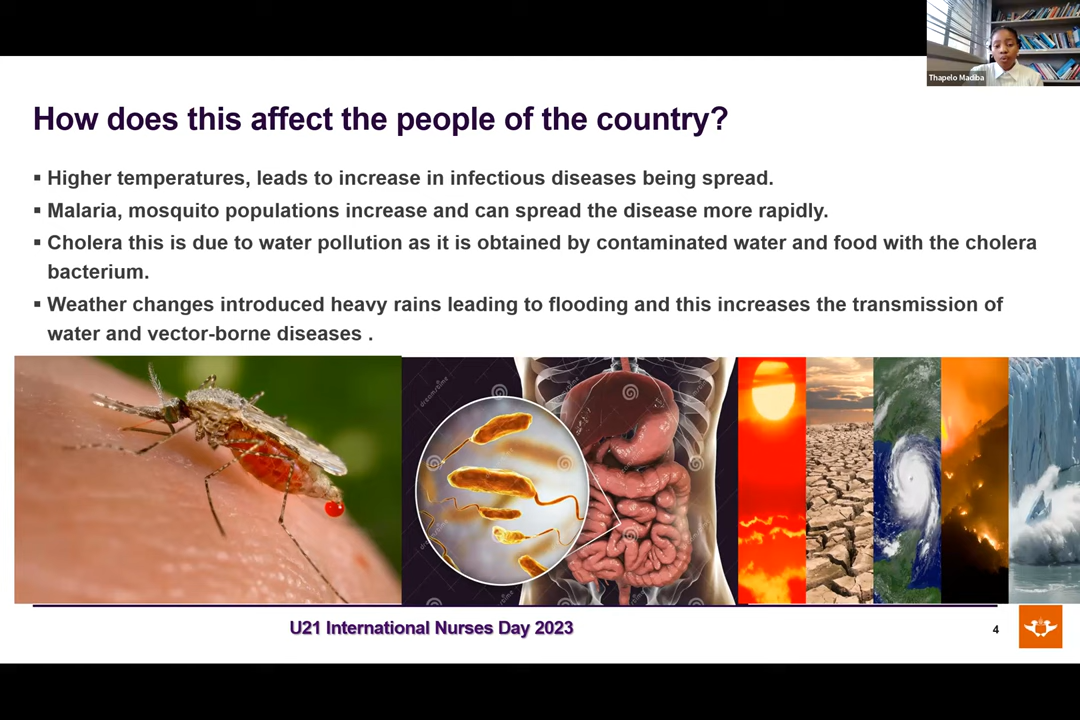 Thapelo Madiba
How does this affect the people of the country?
▪ Higher temperatures, leads to increase in infectious diseases being spread.
▪ Malaria, mosquito populations increase and can spread the disease more rapidly.
▪ Cholera this is due to water pollution as it is obtained by contaminated water and food with the cholera
bacterium.
▪ Weather changes introduced heavy rains leading to flooding and this increases the transmission of
water and vector-borne diseases .
dreamstime
U21 International Nurses Day 2023
4